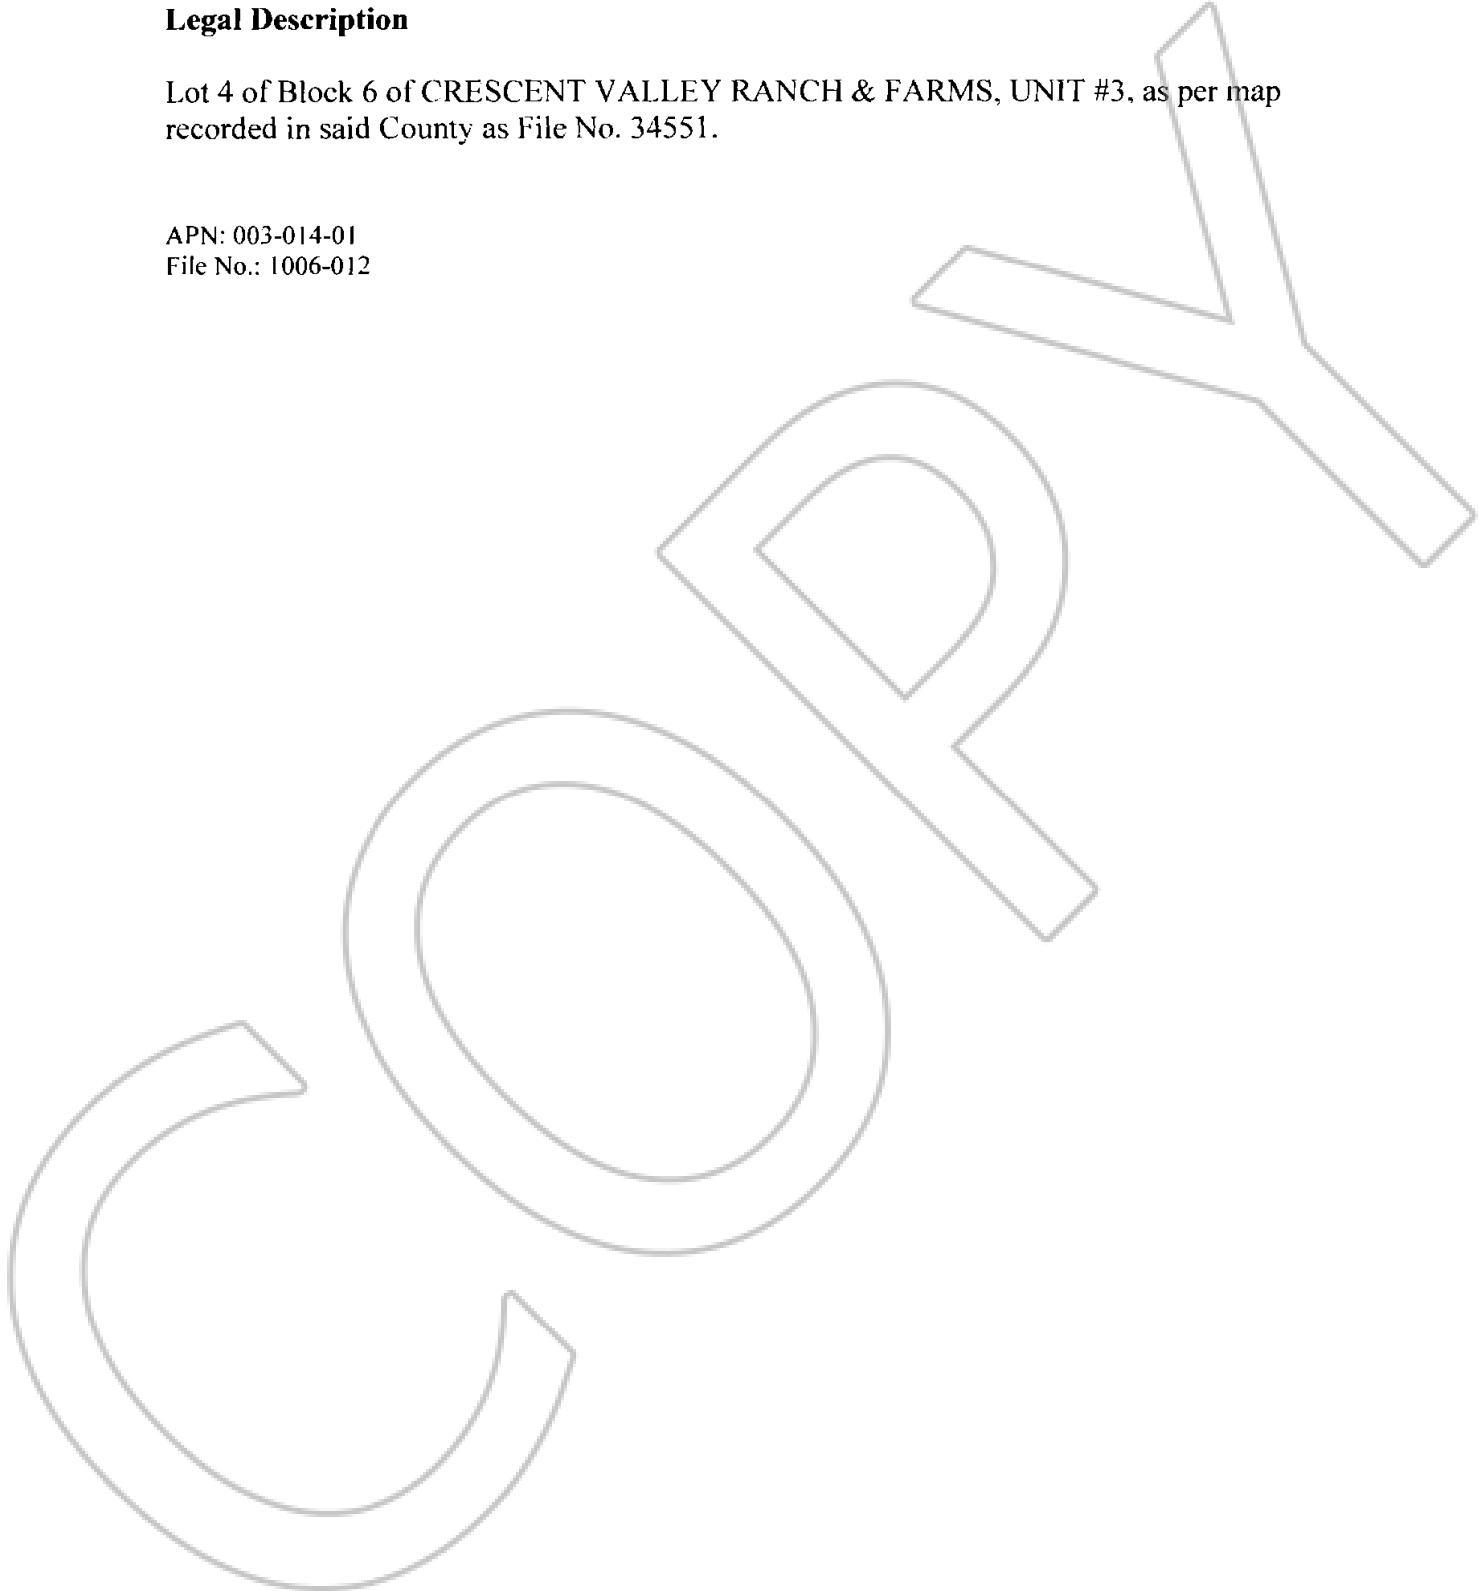 Legal Description
Lot 4 of Block 6 of CRESCENT VALLEY RANCH & FARMS, UNIT #3, as per map
recorded in said County as File No. 34551.
APN: 003-014-01
File No.: 1006-012
COPY